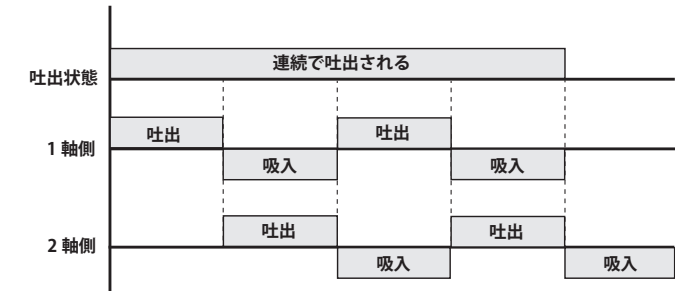 連続で吐出される
吐出状態
吐出 吐出
1 軸側
吸入 吸入
吐出 吐出
2 軸側
吸入 吸入